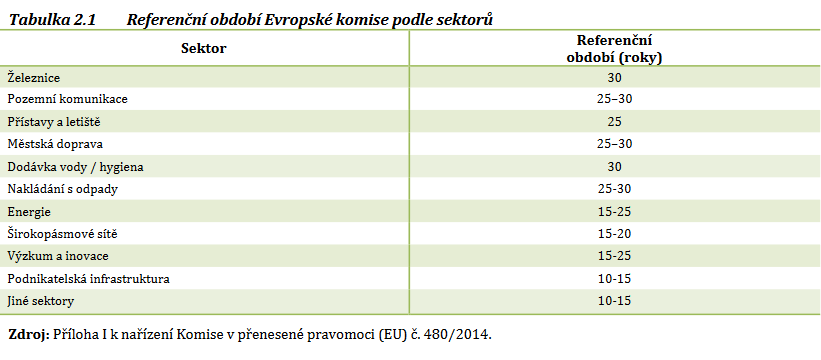 Tabulka 2.1 Referenční období Evropské komise podle sektorů
Sektor Referenční
období (roky)
Železnice 30
Pozemní komunikace 25–30
Přístavy a letiště 25
Městská doprava 25–30
Dodávka vody / hygiena 30
Nakládání s odpady 25-30
Energie 15-25
Širokopásmové sítě 15-20
Výzkum a inovace 15-25
Podnikatelská infrastruktura 10-15
Jiné sektory 10-15
Zdroj: Příloha I k nařízení Komise v přenesené pravomoci (EU) č. 480/2014.